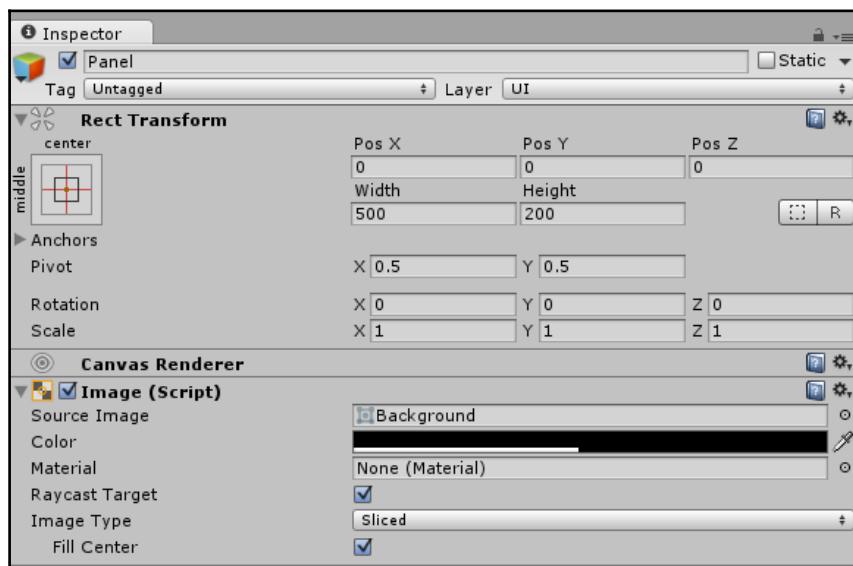 Inspector
Panel Static
Tag Untagged Layer UI
Rect Transform
center Pos X Pos Y Pos Z
middle 0 0 0
Width Height
500 200 R
Anchors
Pivot X 0.5 Y 0.5
Rotation X 0 Y 0 Z 0
Scale X 1 Y 1 Z 1
Canvas Renderer
Image (Script)
Source Image Background
Color
Material None (Material)
Raycast Target
Image Type Sliced
Fill Center